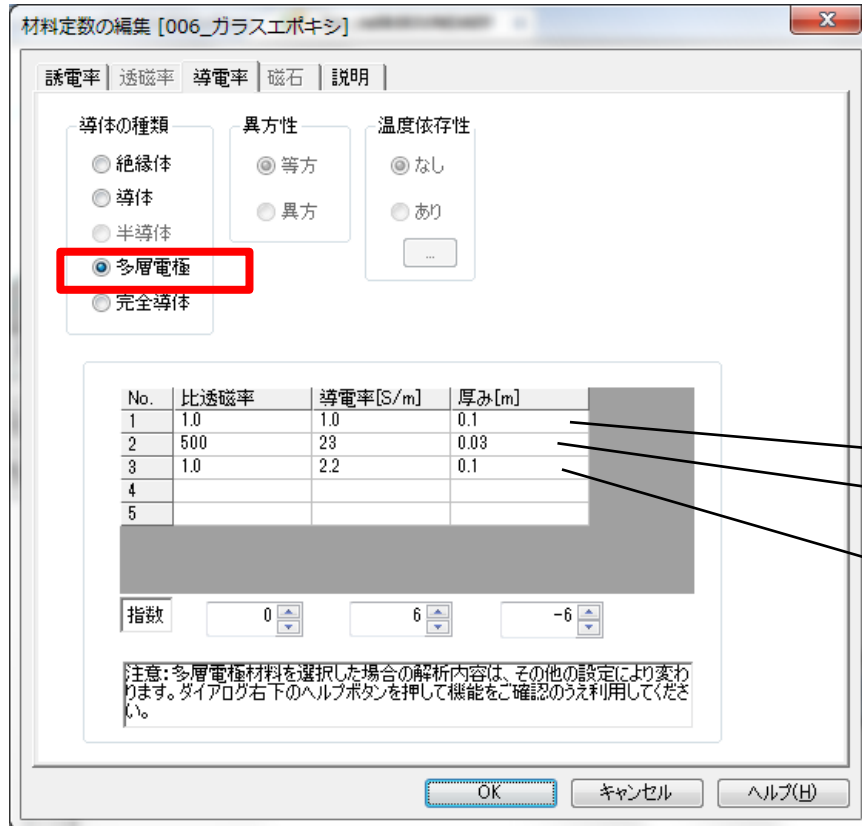 材料定数の編集 [006_ガラスエポキシ]
誘電率 透磁率 導電率 磁石 説明
導体の種類 異方性 温度依存性
絶縁体 等方 なし
導体
異方 あり
半導体
...
多層電極
完全導体
No. 比透磁率 導電率[S/m] 厚み[m]
1 1.0 1.0 0.1
2 500 23 0.03
3 1.0 2.2 0.1
4
5
指数 0 6 -6
注意:多層電極材料を選択した場合の解析内容は、その他の設定により変わ
ります。ダイアログ右下のヘルプボタンを押して機能をご確認のうえ利用してくださ
い。
OK キャンセル ヘルプ(H)